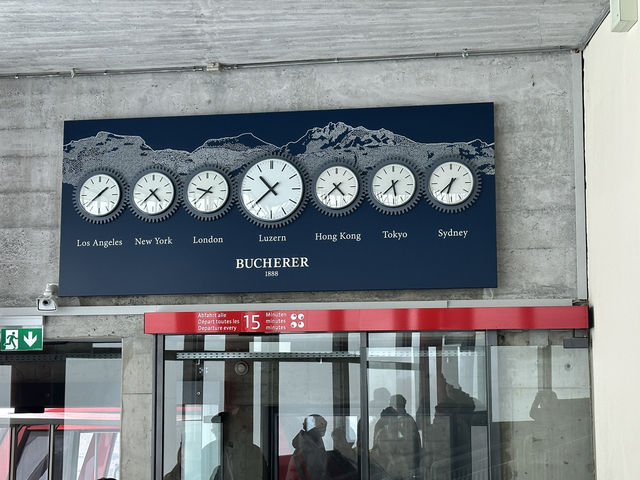 Los Angeles
New York
London
Luzern
Hong Kong
Tokyo
Sydney
BUCHERER
1888
Abfahrt alle 15 Minuten
Départ toutes les minutes
Departure every minutes